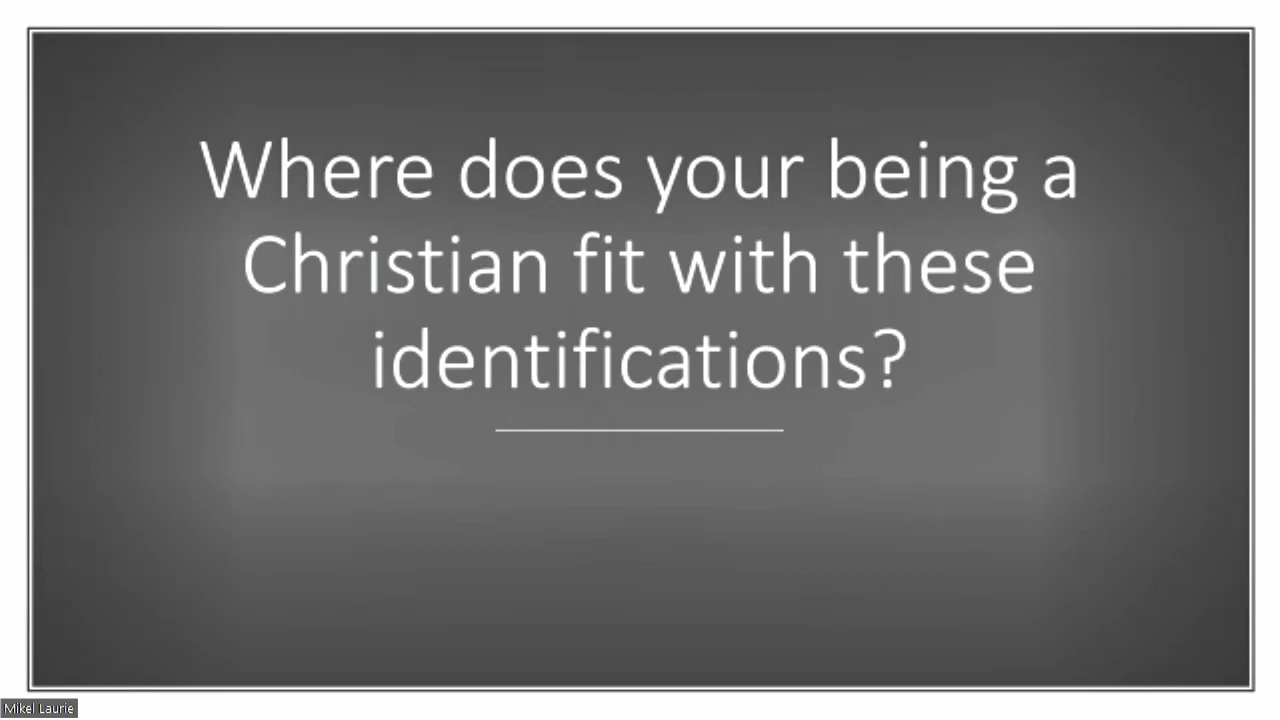 Where does your being a
Christian fit with these
identifications?
Mikel Laurie